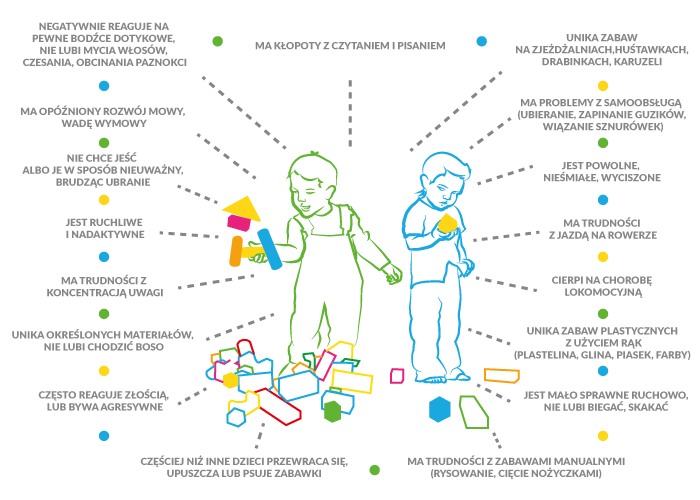 NEGATYWNIE REAGUJE NA
PEWNE BODŹCE DOTYKOWE,
NIE LUBI MYCIA WŁOSÓW,
CZESANIA, OBCINANIA PAZNOKCI
MA KŁOPOTY Z CZYTANIEM I PISANIEM
UNIKA ZABAW
NA ZJEŻDŻALNIACH,HUŚTAWKACH,
DRABINKACH, KARUZELI
MA OPÓŹNIONY ROZWÓJ MOWY,
WADĘ WYMOWY
MA PROBLEMY Z SAMOOBSŁUGĄ
(UBIERANIE, ZAPINANIE GUZIKÓW,
WIĄZANIE SZNURÓWEK)
NIE CHCE JEŚĆ
ALBO JE W SPOSÓB NIEUWAŻNY,
BRUDZĄC UBRANIE
JEST POWOLNE,
NIEŚMIAŁE, WYCISZONE
JEST RUCHLIWE
I NADAKTYWNE
MA TRUDNOŚCI
Z JAZDĄ NA ROWERZE
MA TRUDNOŚCI Z
KONCENTRACJĄ UWAGI
CIERPI NA CHOROBĘ
LOKOMOCYJNĄ
UNIKA OKREŚLONYCH MATERIAŁÓW,
NIE LUBI CHODZIĆ BOSO
UNIKA ZABAW PLASTYCZNYCH
Z UŻYCIEM RĄK
(PLASTELINA, GLINA, PIASEK, FARBY)
CZĘSTO REAGUJE ZŁOŚCIĄ,
LUB BYWA AGRESYWNE
JEST MAŁO SPRAWNE RUCHOWO,
NIE LUBI BIEGAĆ, SKAKAĆ
CZĘŚCIEJ NIŻ INNE DZIECI PRZEWRACA SIĘ,
UPUSZCZA LUB PSUJE ZABAWKI
MA TRUDNOŚCI Z ZABAWAMI MANUALNYMI
(RYSOWANIE, CIĘCIE NOŻYCZKAMI)